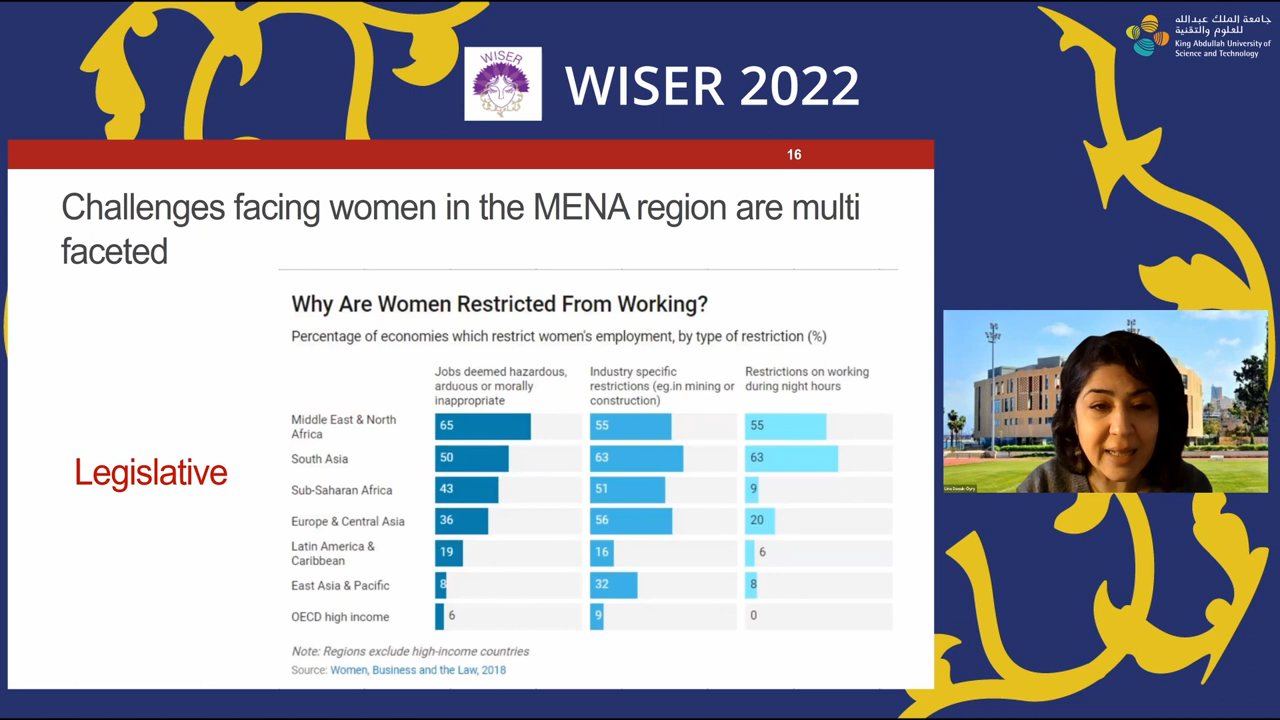 WISER
WISER 2022
جامعة الملك عبدالله
للعلوم والتقنية
King Abdullah University of
Science and Technology
16
Challenges facing women in the MENA region are multi
faceted
Legislative
Why Are Women Restricted From Working?
Percentage of economies which restrict women's employment, by type of restriction (%)
Jobs deemed hazardous,
arduous or morally
inappropriate
Industry specific
restrictions (eg.in mining or
construction)
Restrictions on working
during night hours
Middle East & North
Africa
65 55 55
South Asia 50 63 63
Sub-Saharan Africa 43 51 9
Europe & Central Asia 36 56 20
Latin America &
Caribbean
19 16 6
East Asia & Pacific 8 32 8
OECD high income 6 9 0
Note: Regions exclude high-income countries
Source: Women, Business and the Law, 2018